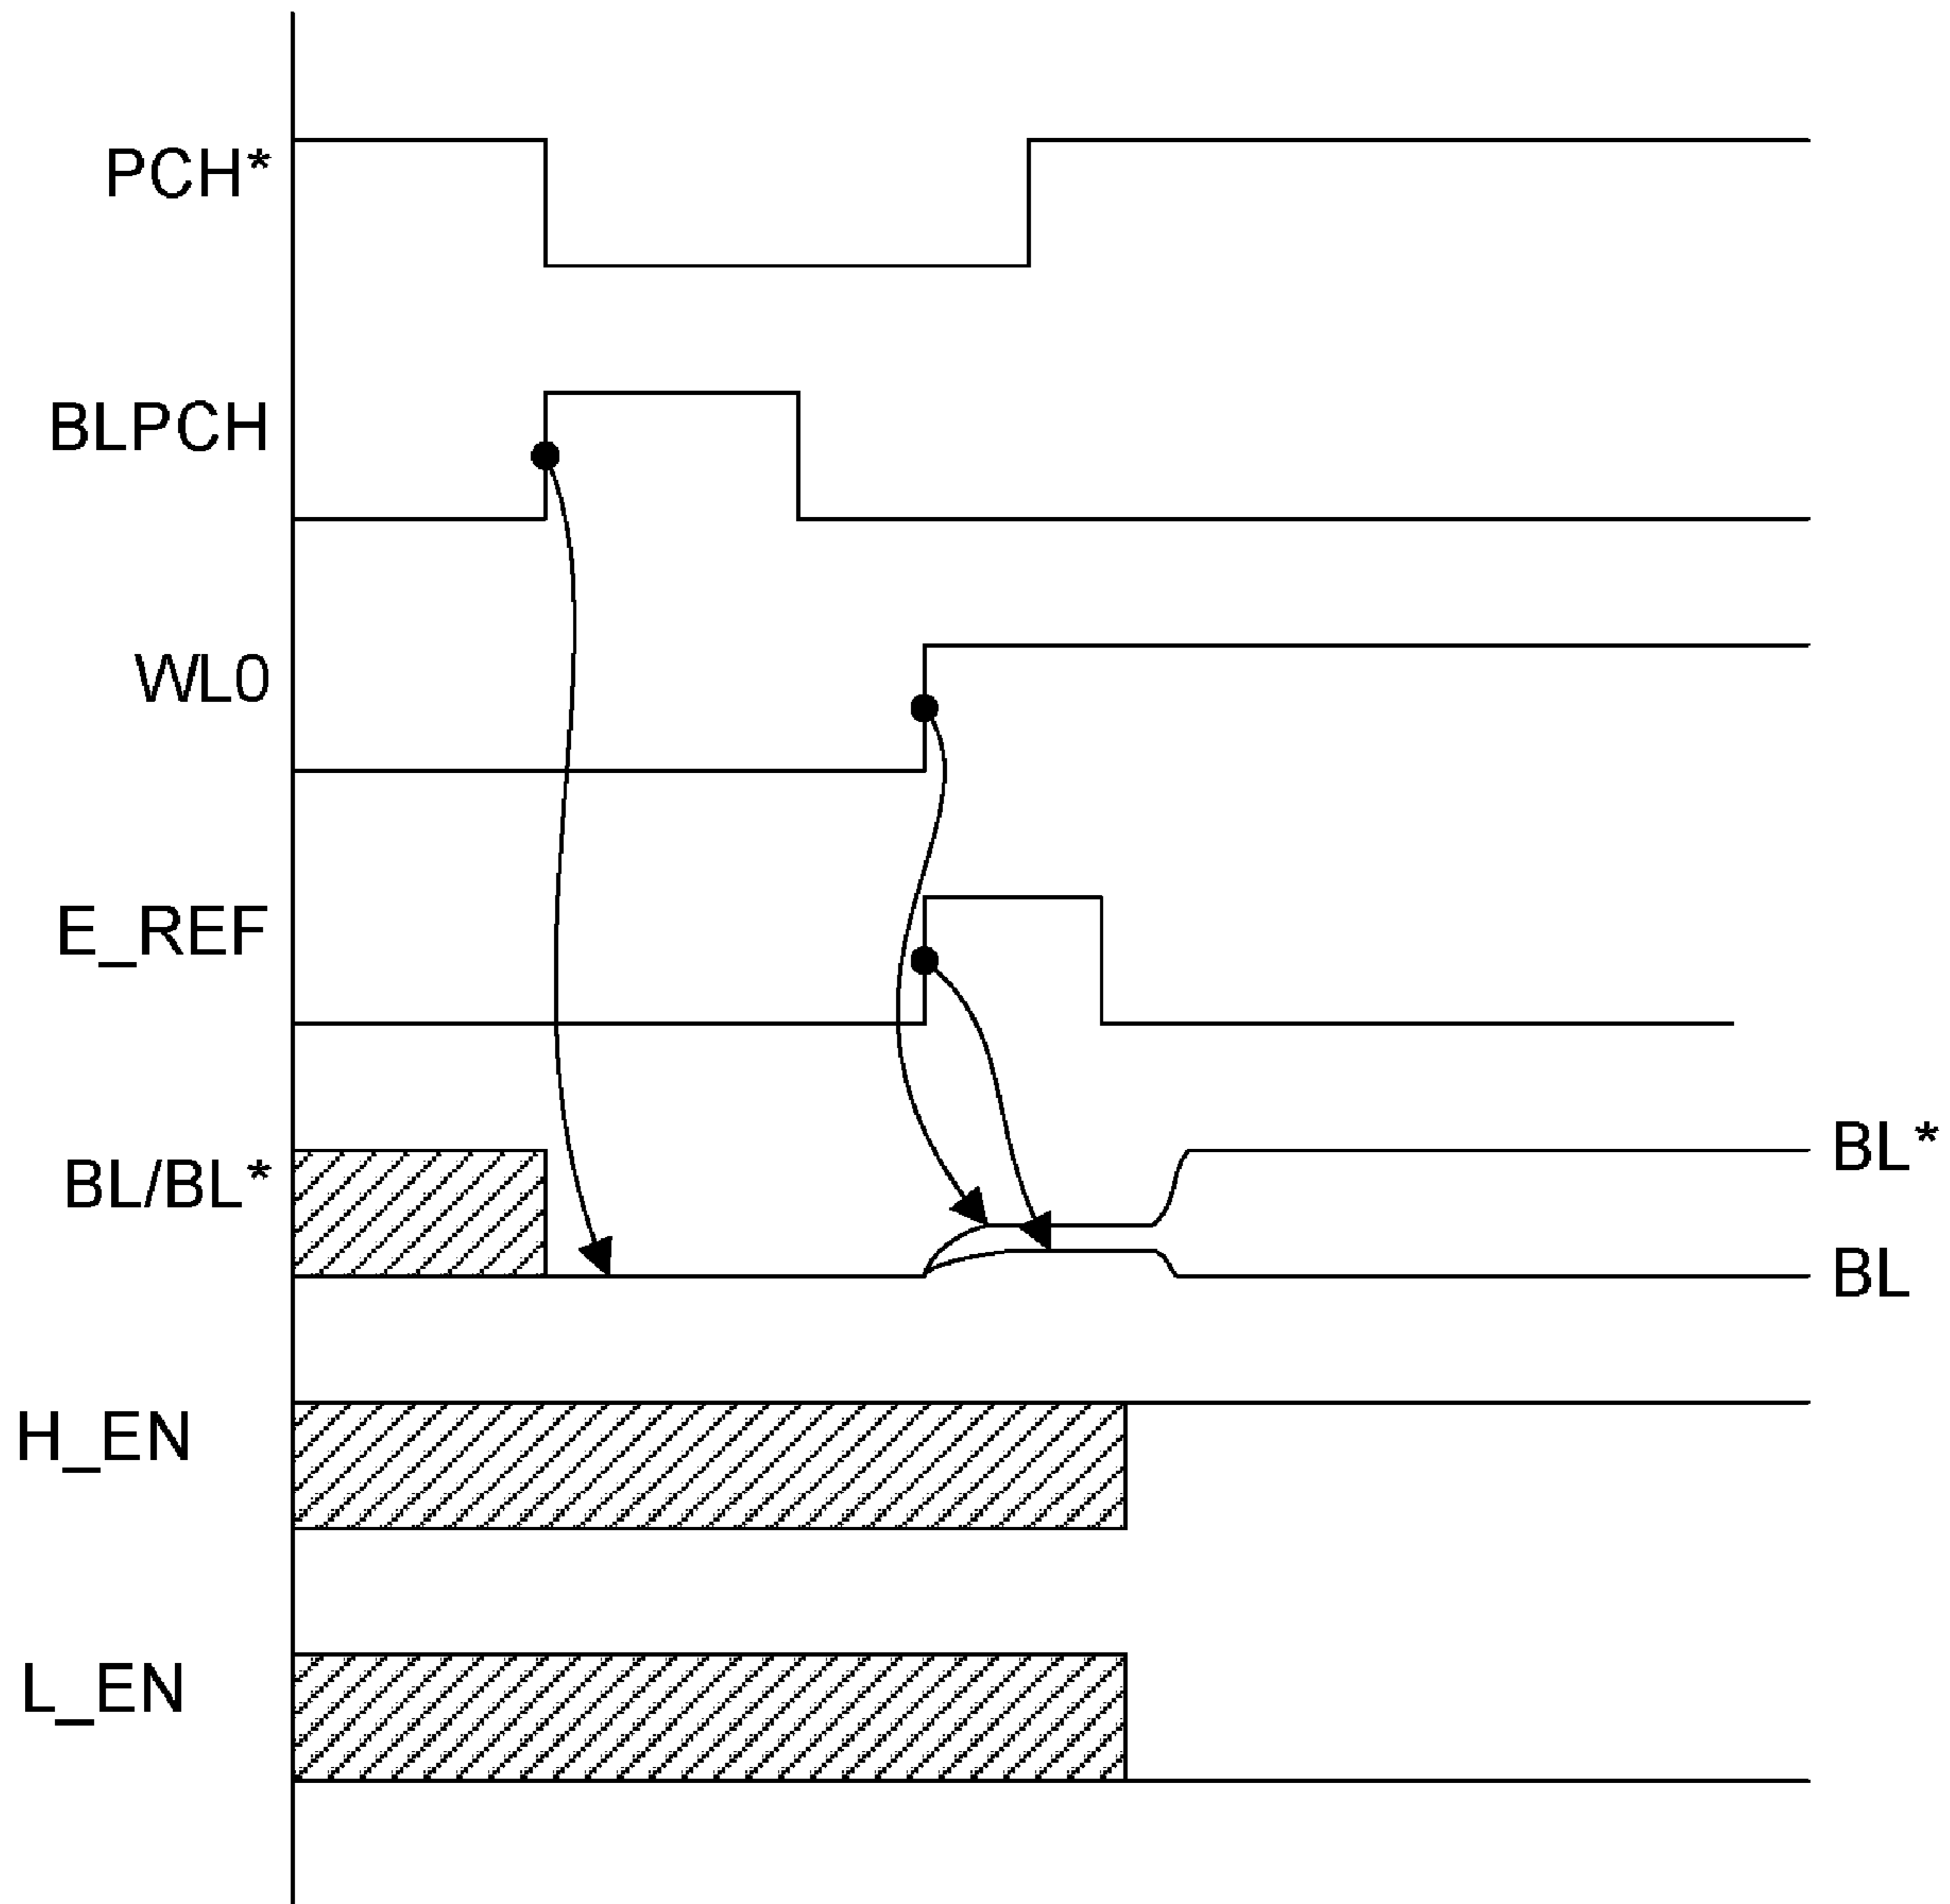 PCH*
BLPCH
WL0
E_REF
BL/BL*
BL*
BL
H_EN
L_EN